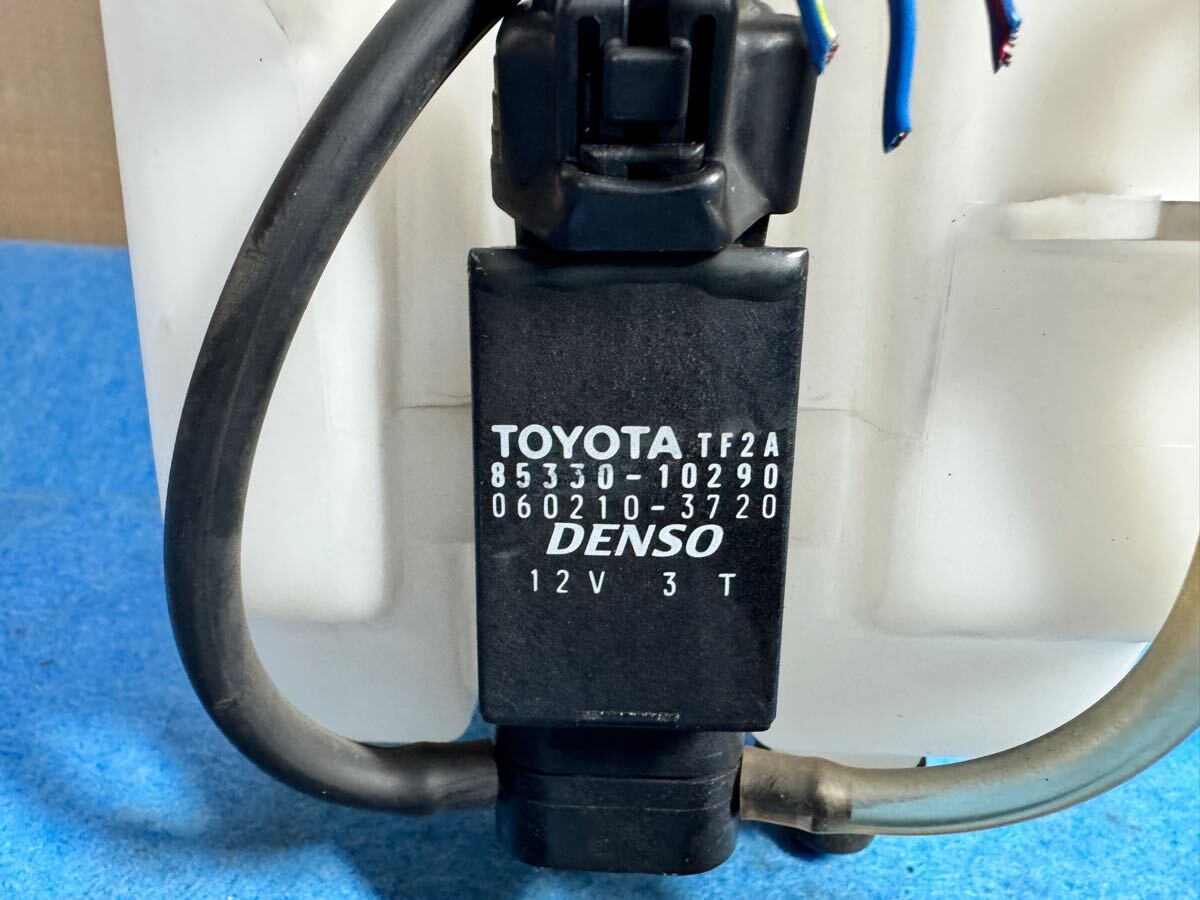 TOYOTA TF2A
85330-10290
060210-3720
DENSO
12V 3 T